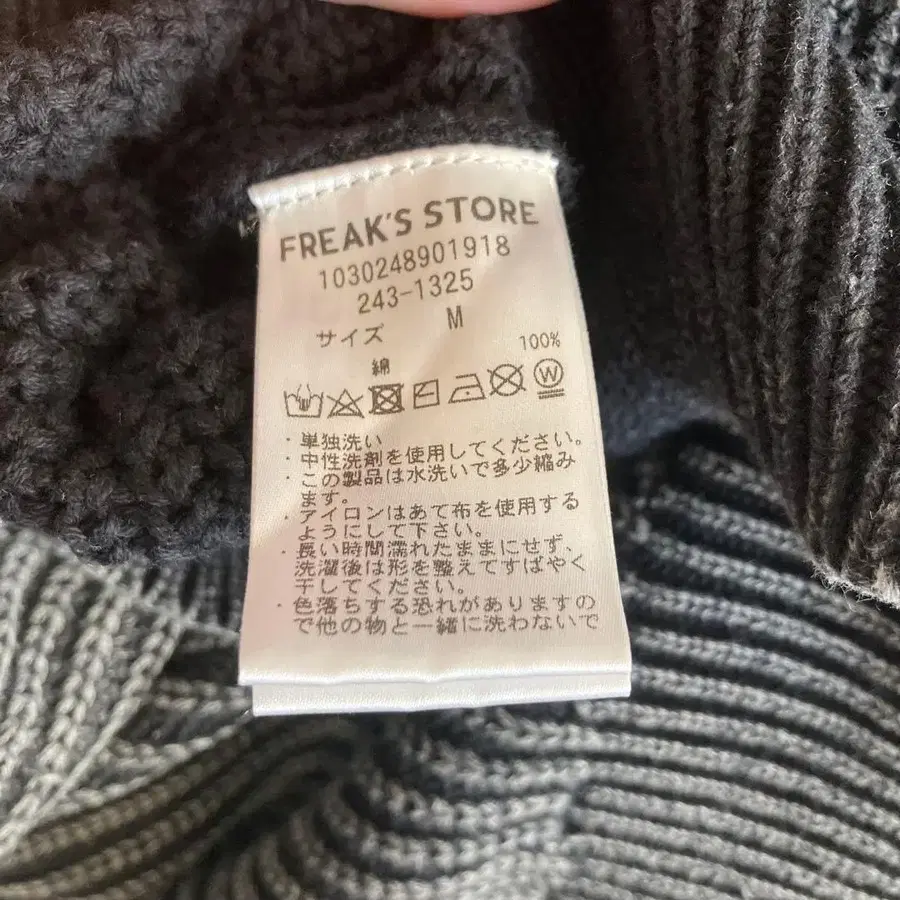 FREAK'S STORE
1030248901918
243-1325
サイズ M
綿 100%
W
・単独洗い
・中性洗剤を使用してください。
・この製品は水洗いで多少縮み
ます。
・アイロンはあて布を使用する
ようにして下さい。
・長い時間濡れたままにせず、
洗濯後は形を整えてすばやく
干してください。
・色落ちする恐れがありますの
で他の物と一緒に洗わないで